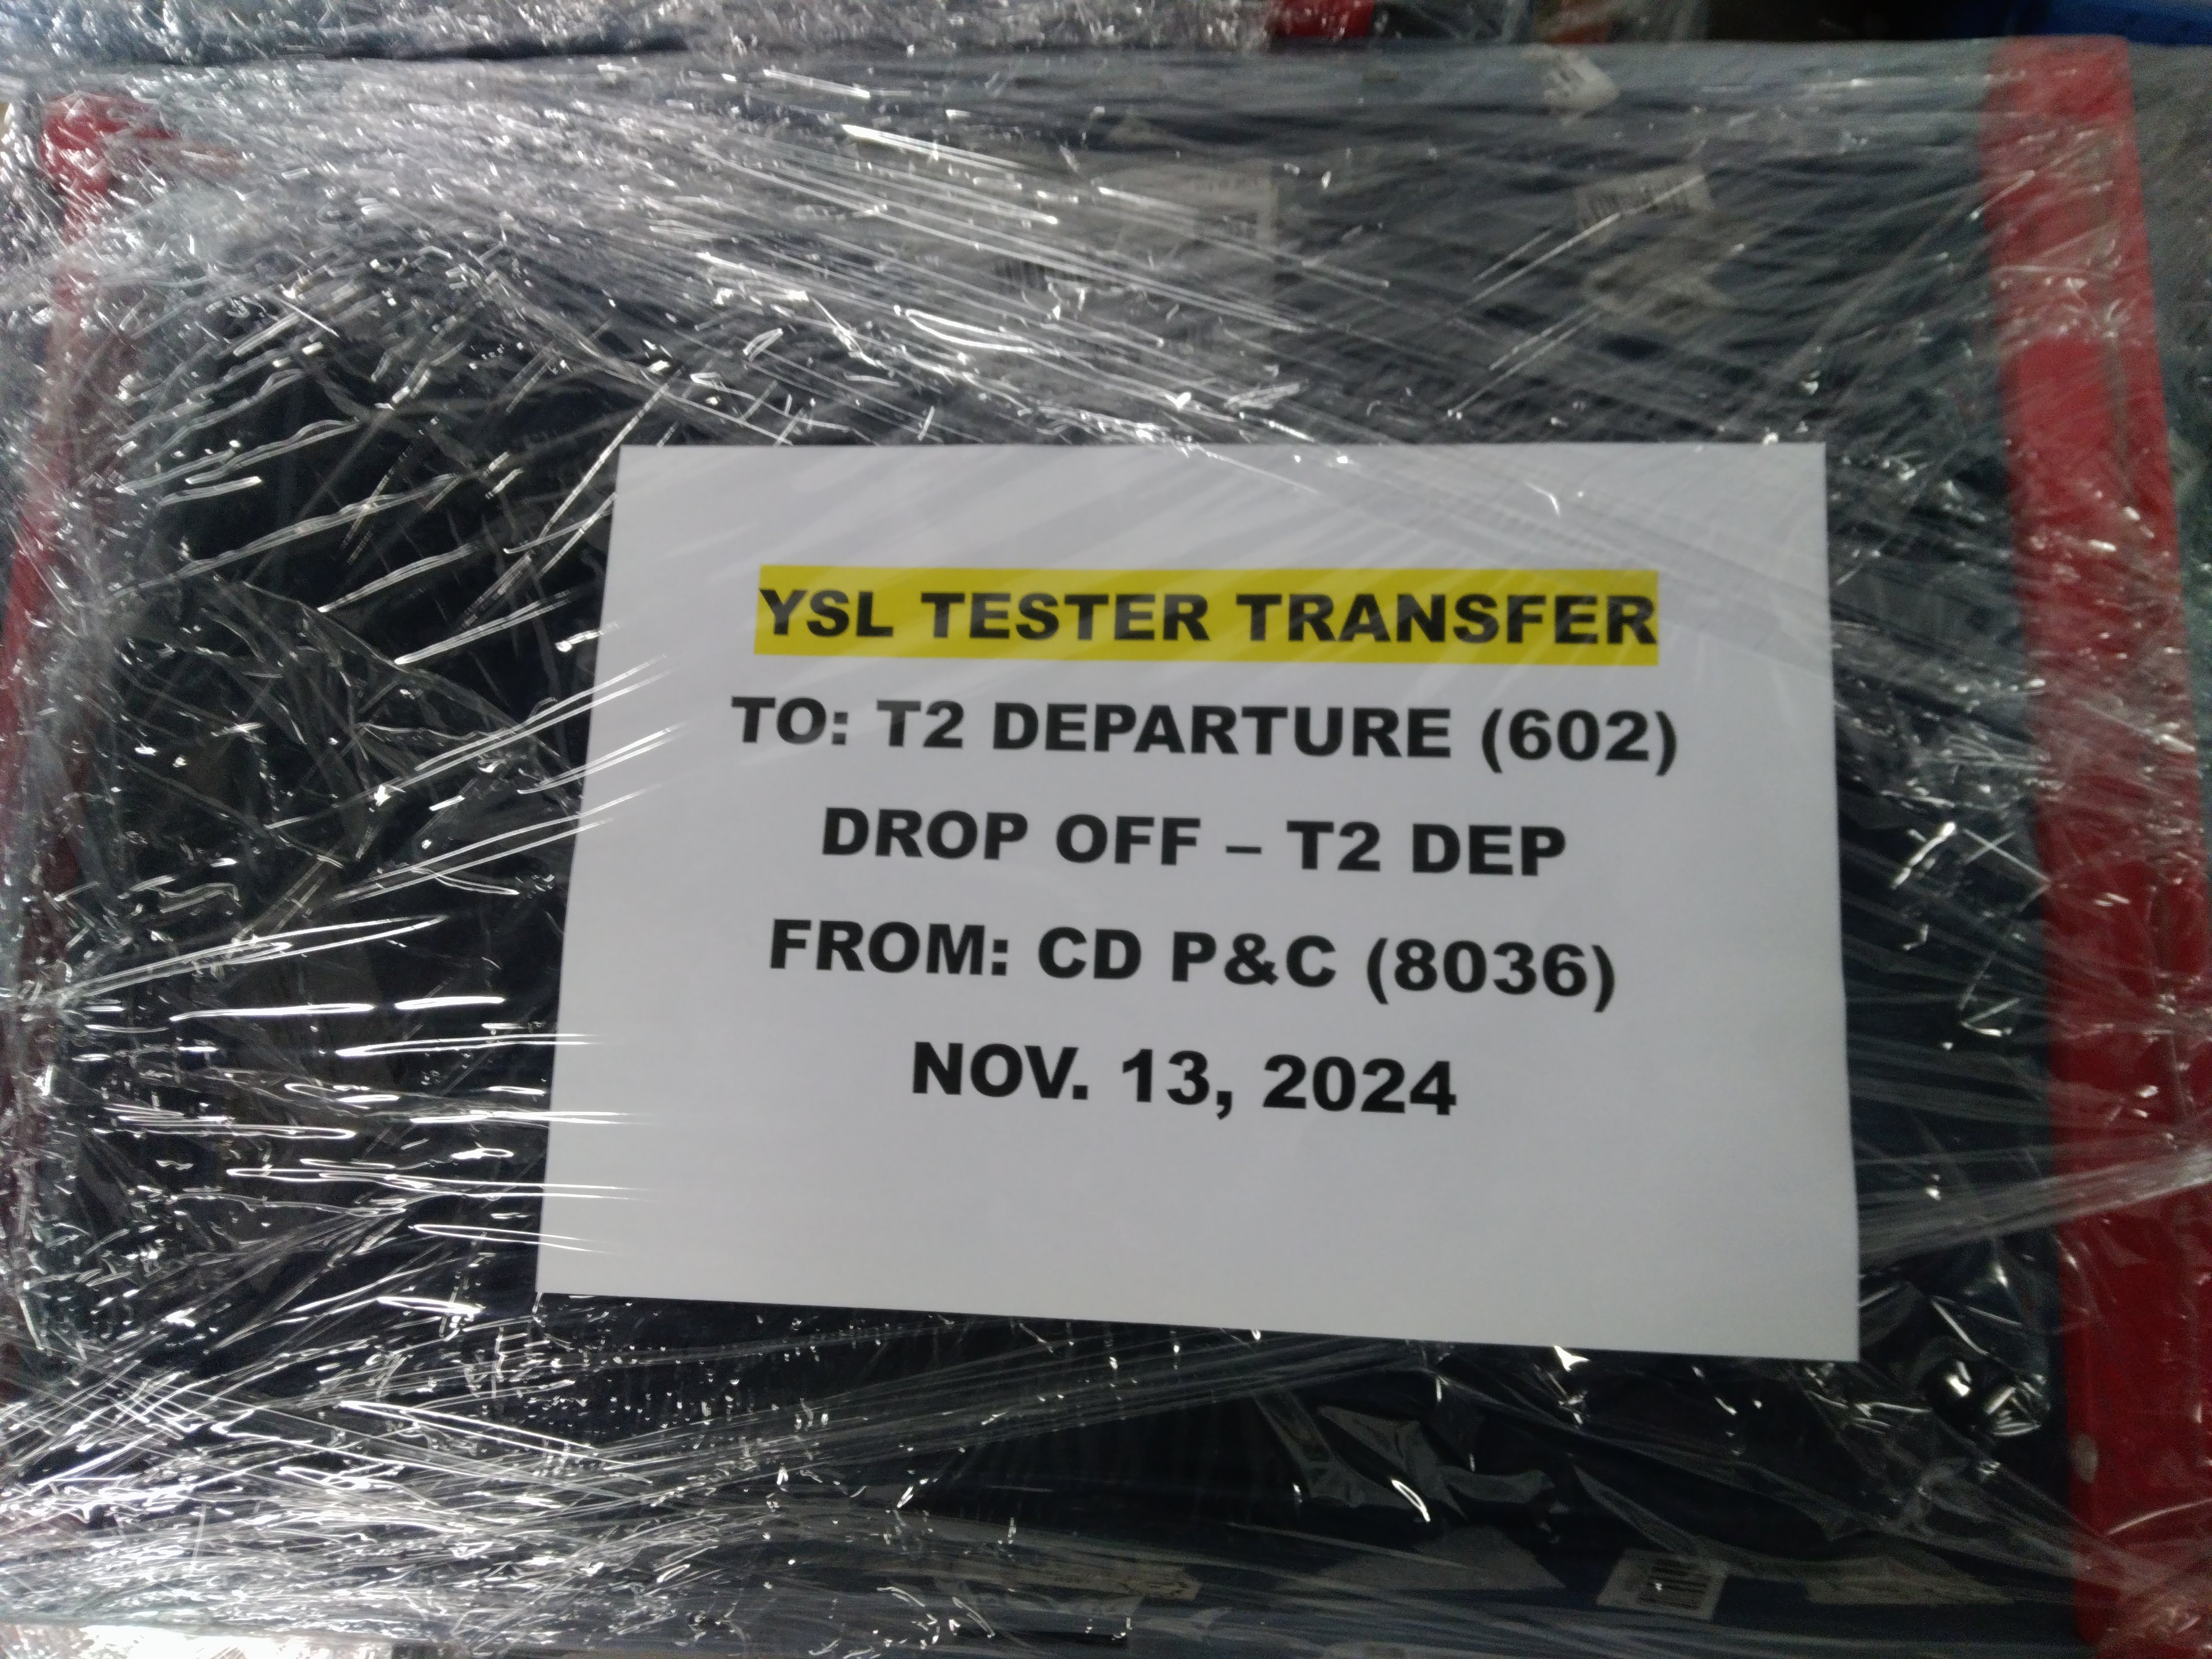 YSL TESTER TRANSFER
TO: T2 DEPARTURE (602)
DROP OFF – T2 DEP
FROM: CD P&C (8036)
NOV. 13, 2024